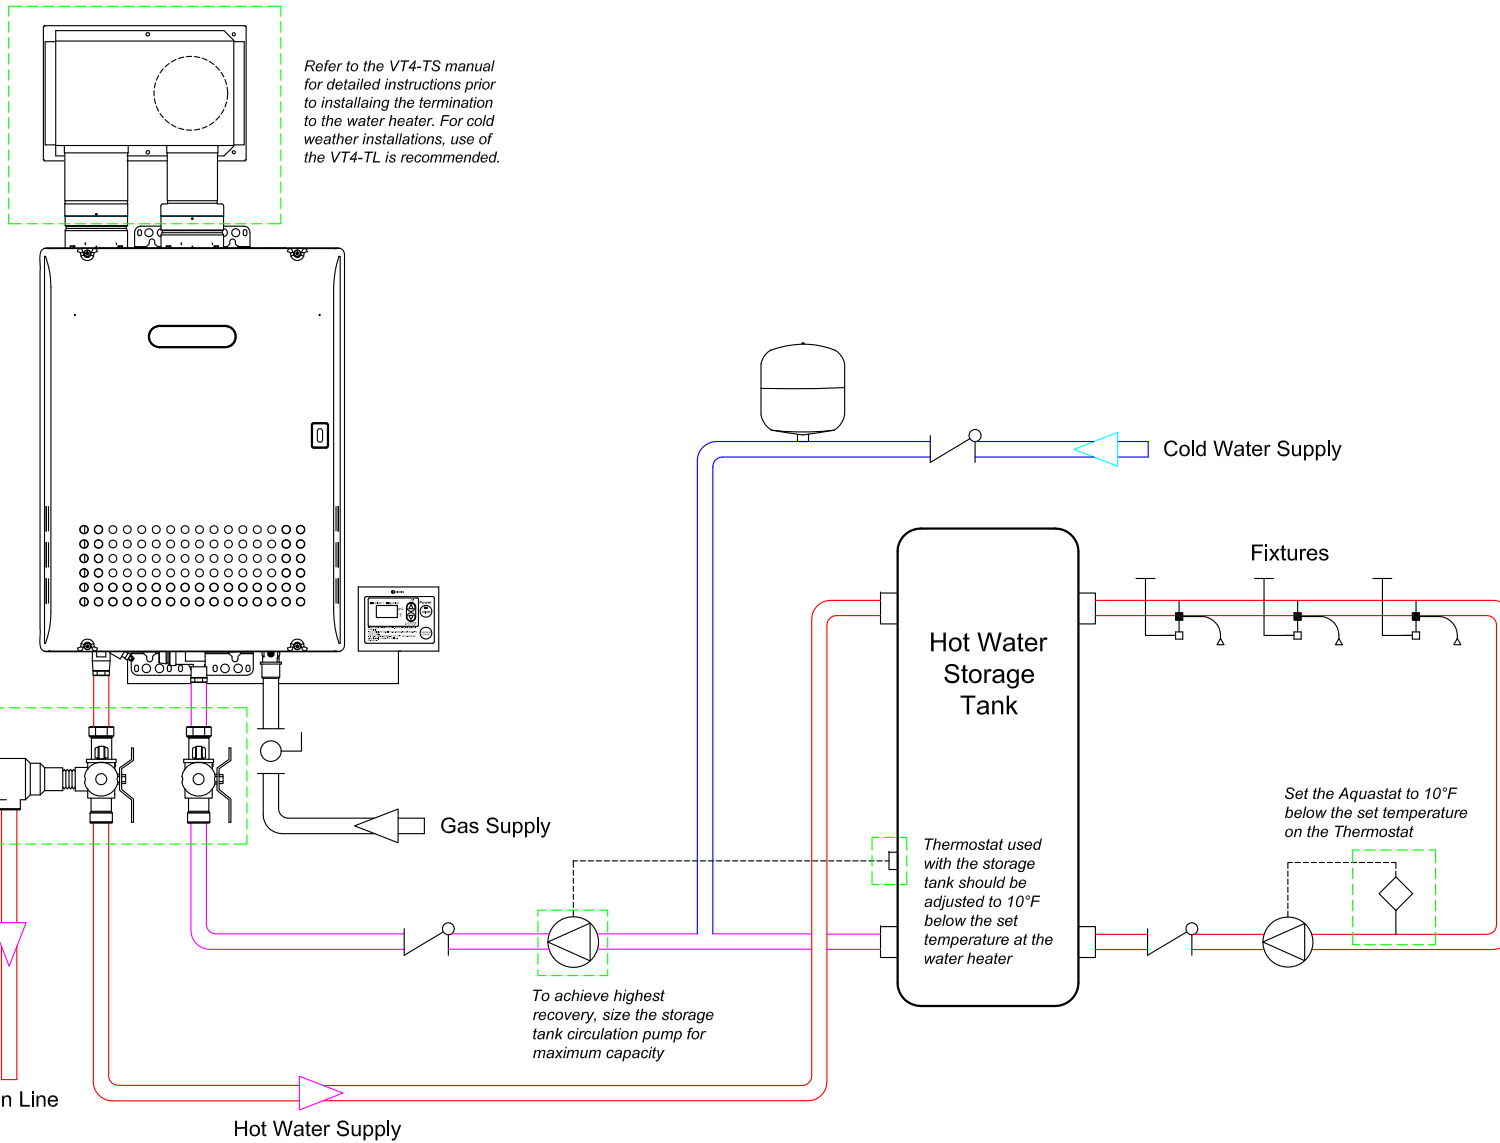 Refer to the VT4-TS manual
for detailed instructions prior
to installaing the termination
to the water heater. For cold
weather installations, use of
the VT4-TL is recommended.
Cold Water Supply
Fixtures
Hot Water
Storage
Tank
Set the Aquastat to 10°F
below the set temperature
on the Thermostat
Gas Supply
Thermostat used
with the storage
tank should be
adjusted to 10°F
below the set
temperature at the
water heater
To achieve highest
recovery, size the storage
tank circulation pump for
maximum capacity
n Line
Hot Water Supply